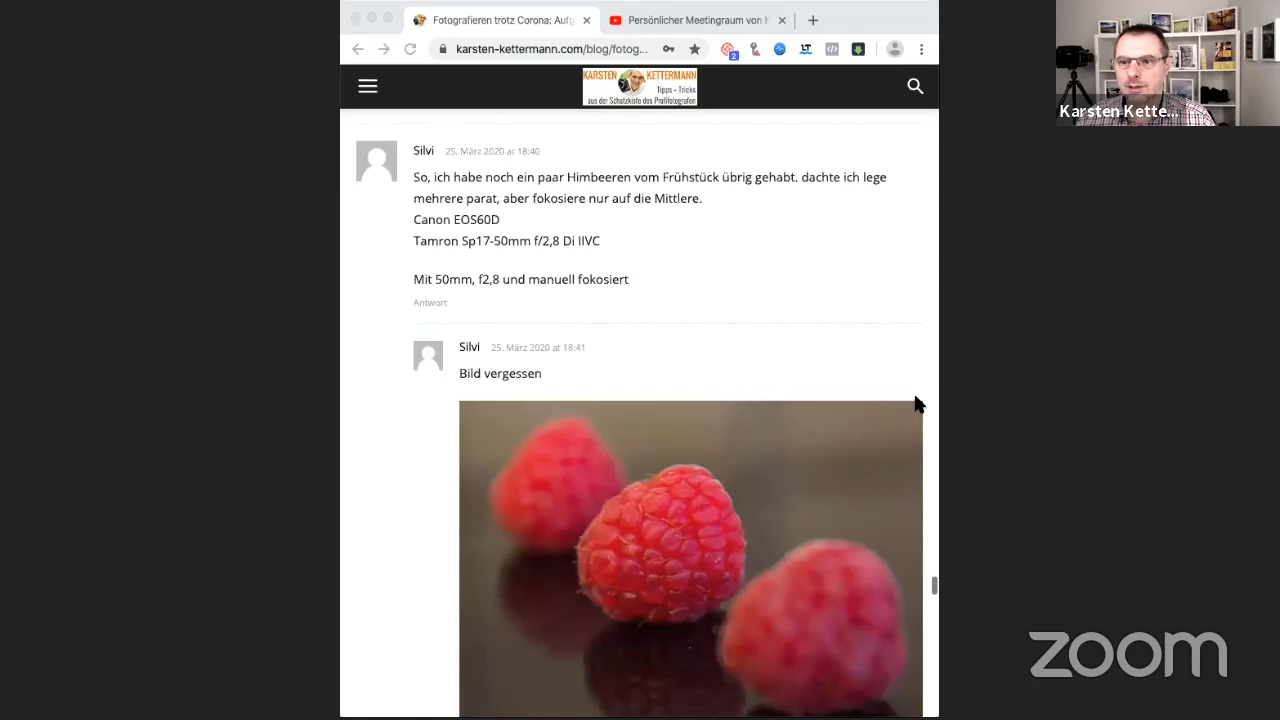 Fotografieren trotz Corona: Auf
Persönlicher Meetingraum von
karsten-kettermann.com/blog/fotog...
2
LT
KARSTEN KETTERMANN
Tipps + Tricks
aus der Schatzkiste des Profifotografen
Karsten Kette...
Silvi 25. März 2020 at 18:40
So, ich habe noch ein paar Himbeeren vom Frühstück übrig gehabt. dachte ich lege
mehrere parat, aber fokosiere nur auf die Mittlere.
Canon EOS60D
Tamron Sp17-50mm f/2,8 Di IIVC
Mit 50mm, f2,8 und manuell fokosiert
Antwort
Silvi 25. März 2020 at 18:41
Bild vergessen
zoom